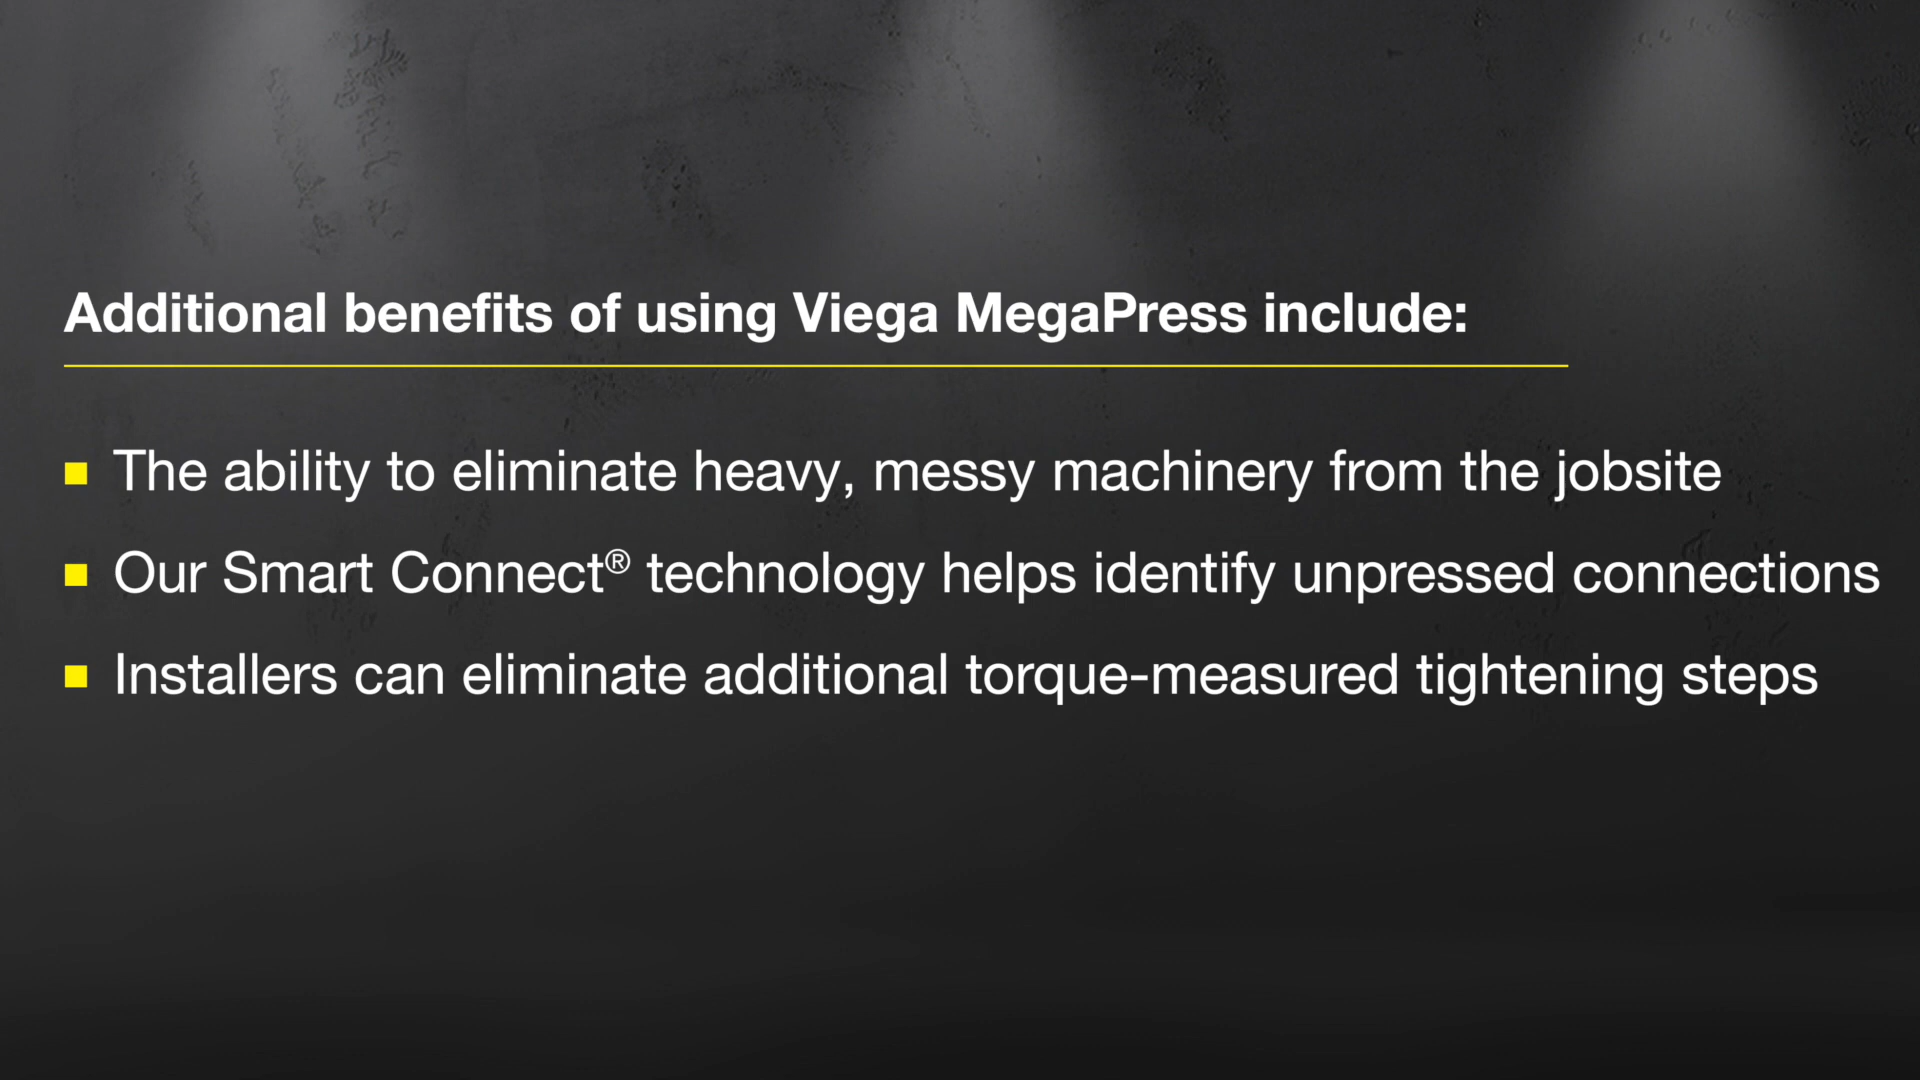 Additional benefits of using Viega MegaPress include:
The ability to eliminate heavy, messy machinery from the jobsite
Our Smart Connect® technology helps identify unpressed connections
Installers can eliminate additional torque-measured tightening steps